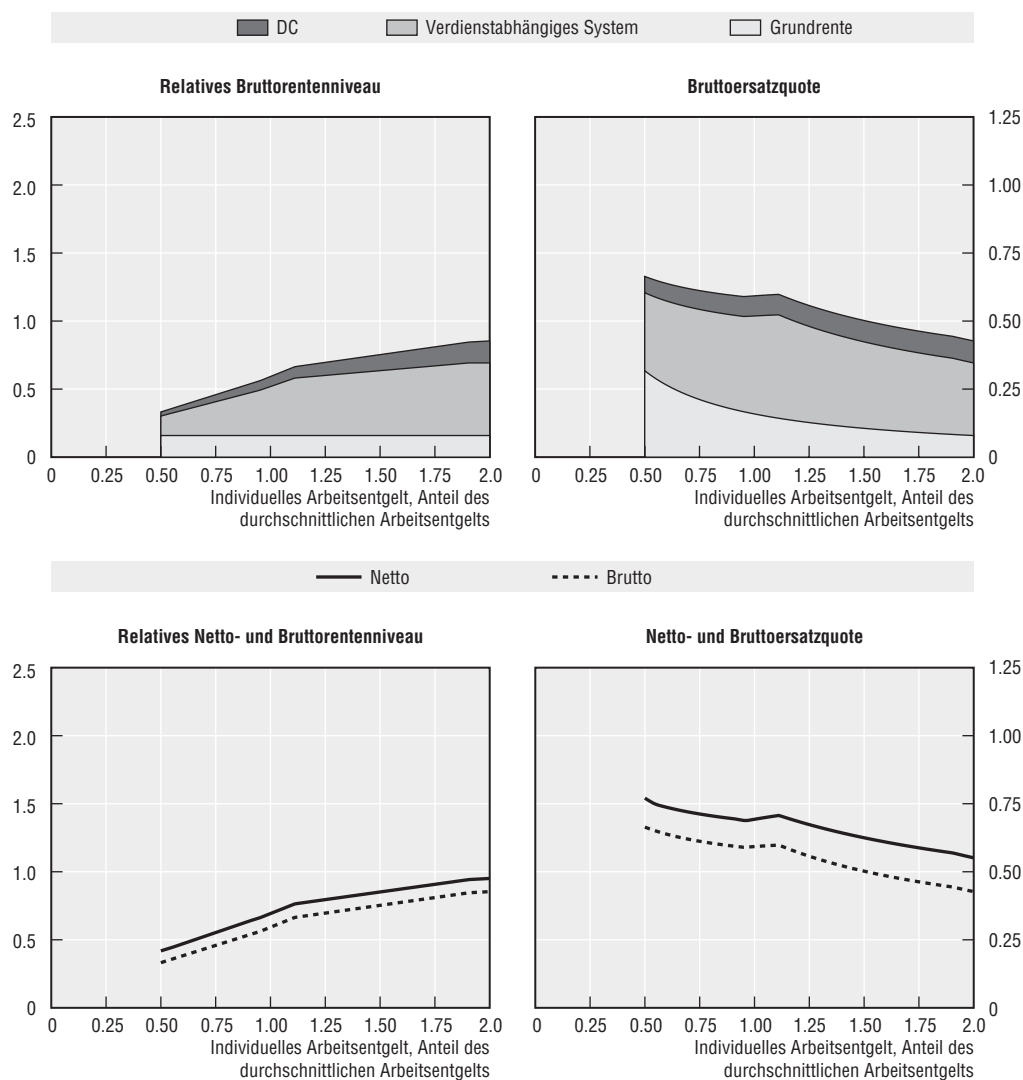 DC Verdienstabhängiges System Grundrente
Relatives Bruttorentenniveau
2.5
2.0
1.5
1.0
0.5
0
0 0.25 0.50 0.75 1.00 1.25 1.50 1.75 2.0
Individuelles Arbeitsentgelt, Anteil des
durchschnittlichen Arbeitsentgelts
Bruttoersatzquote
1.25
1.00
0.75
0.50
0.25
0
0 0.25 0.50 0.75 1.00 1.25 1.50 1.75 2.0
Individuelles Arbeitsentgelt, Anteil des
durchschnittlichen Arbeitsentgelts
Netto Brutto
Relatives Netto- und Bruttorentenniveau
2.5
2.0
1.5
1.0
0.5
0
0 0.25 0.50 0.75 1.00 1.25 1.50 1.75 2.0
Individuelles Arbeitsentgelt, Anteil des
durchschnittlichen Arbeitsentgelts
Netto- und Bruttoersatzquote
1.25
1.00
0.75
0.50
0.25
0
0 0.25 0.50 0.75 1.00 1.25 1.50 1.75 2.0
Individuelles Arbeitsentgelt, Anteil des
durchschnittlichen Arbeitsentgelts